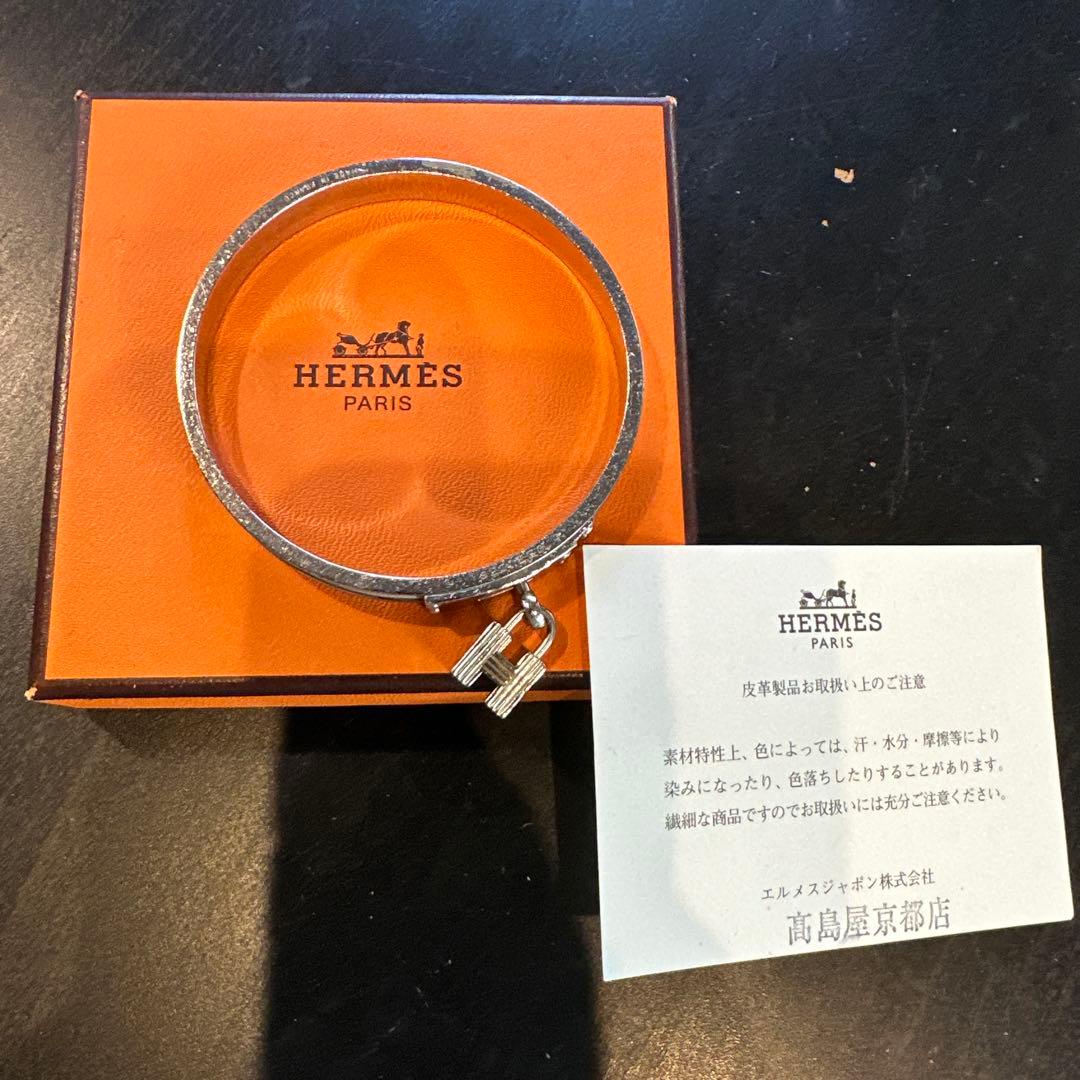 MADE IN FRANCE
HERMÈS
PARIS
HERMÈS
PARIS
皮革製品お取扱い上のご注意
素材特性上、色によっては、汗・水分・摩擦等により
染みになったり、色落ちしたりすることがあります。
繊細な商品ですのでお取扱いには充分ご注意ください。
エルメスジャポン株式会社
髙島屋京都店